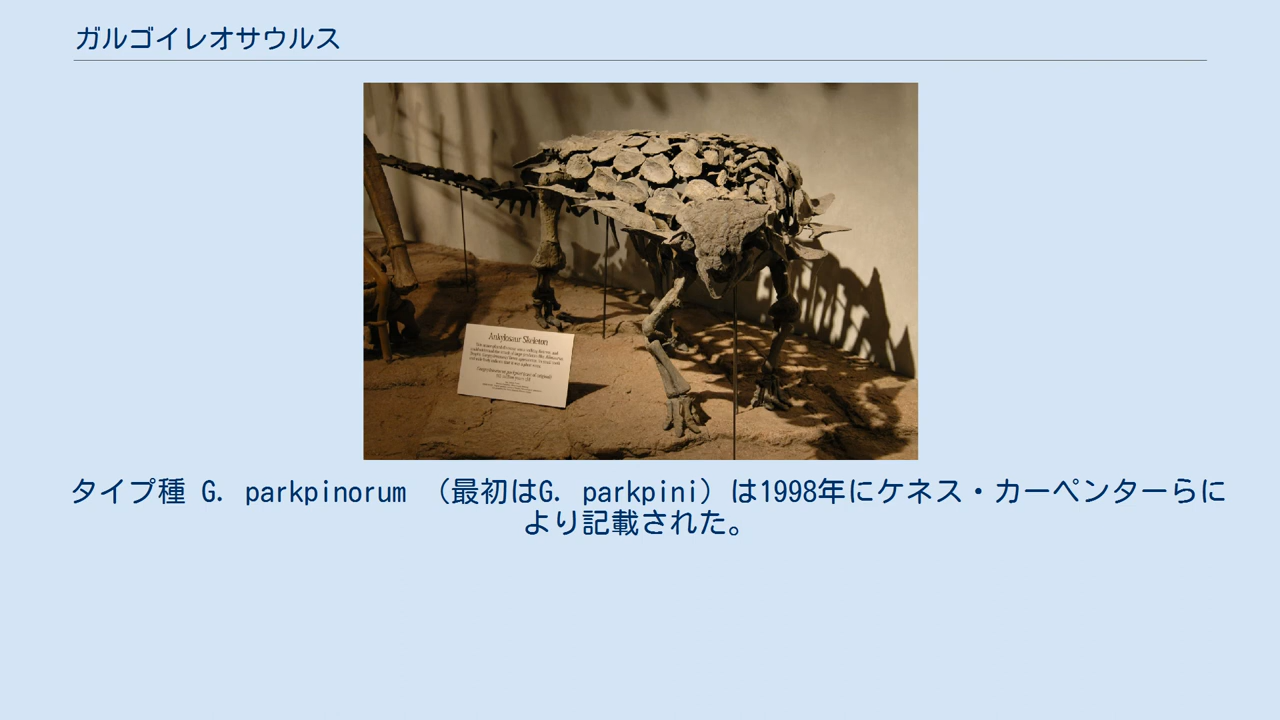 ガルゴイレオサウルス
Ankylosaur Skeleton
タイプ種 G. parkpinorum （最初はG. parkpini）は1998年にケネス・カーペンターらに
より記載された。